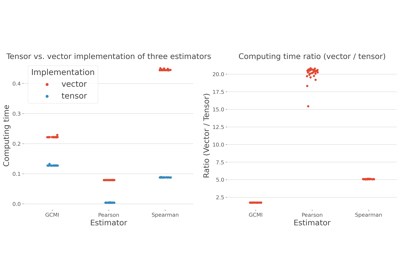 Tensor vs. vector implementation of three estimators
Implementation
vector
tensor
Computing time
0.4
0.3
0.2
0.1
0.0
GCMI
Pearson
Spearman
Estimator
Computing time ratio (vector / tensor)
Ratio (Vector / Tensor)
20.0
17.5
15.0
12.5
10.0
7.5
5.0
2.5
GCMI
Pearson
Spearman
Estimator